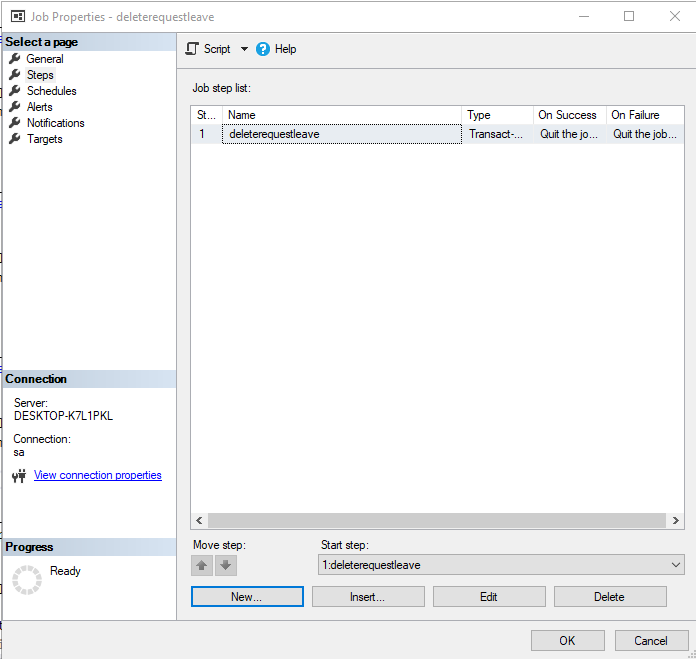 Job Properties - deleterequestleave
Select a page
General
Steps
Schedules
Alerts
Notifications
Targets
Script
Help
Job step list:
St... Name Type On Success On Failure
1 deleterequestleave Transact-... Quit the jo... Quit the job...
Connection
Server:
DESKTOP-K7L1PKL
Connection:
sa
View connection properties
Progress
Ready
Move step: Start step:
1:deleterequestleave
New... Insert... Edit Delete
OK Cancel